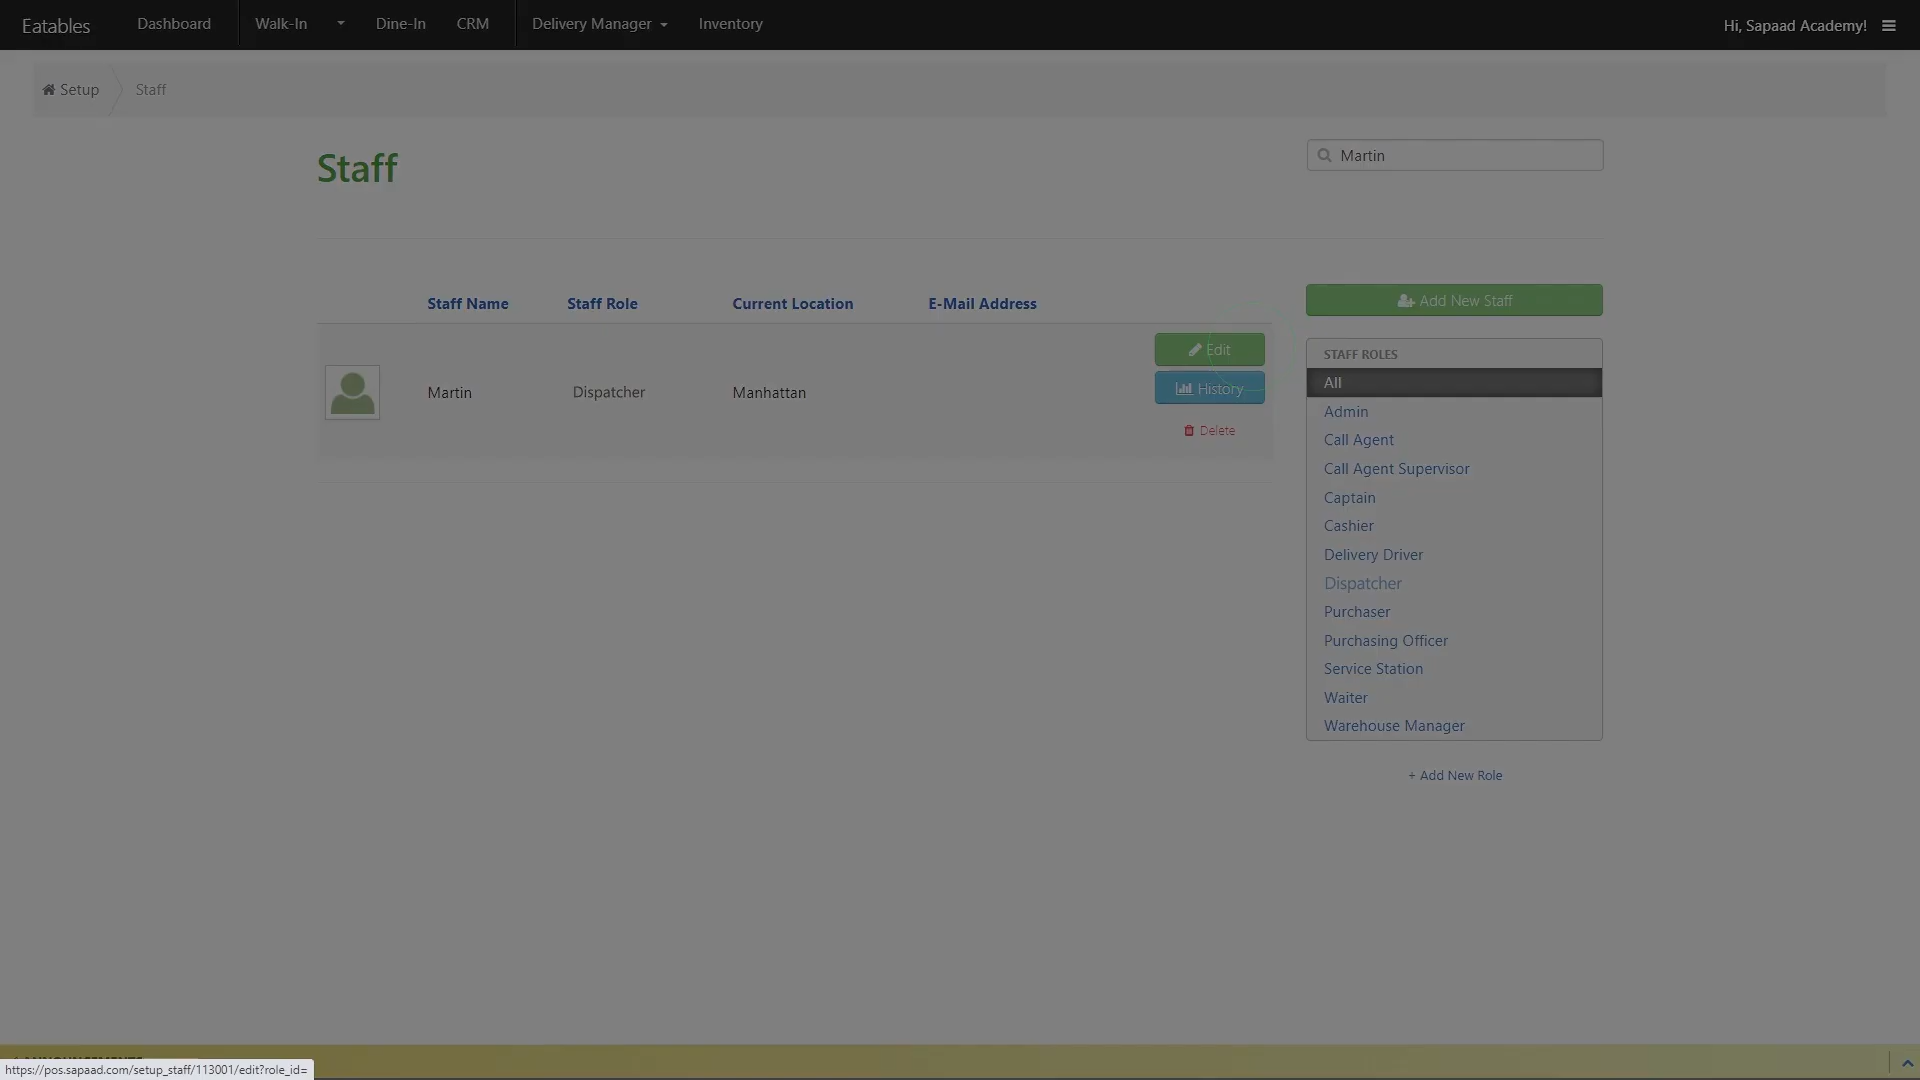 Eatables Dashboard Walk-In Dine-In CRM Delivery Manager Inventory Hi, Sapaad Academy!
Setup Staff
Staff
Martin
Staff Name Staff Role Current Location E-Mail Address
Martin Dispatcher Manhattan
Edit
History
Delete
Add New Staff
STAFF ROLES
All
Admin
Call Agent
Call Agent Supervisor
Captain
Cashier
Delivery Driver
Dispatcher
Purchaser
Purchasing Officer
Service Station
Waiter
Warehouse Manager
+ Add New Role
https://pos.sapaad.com/setup_staff/113001/edit?role_id=